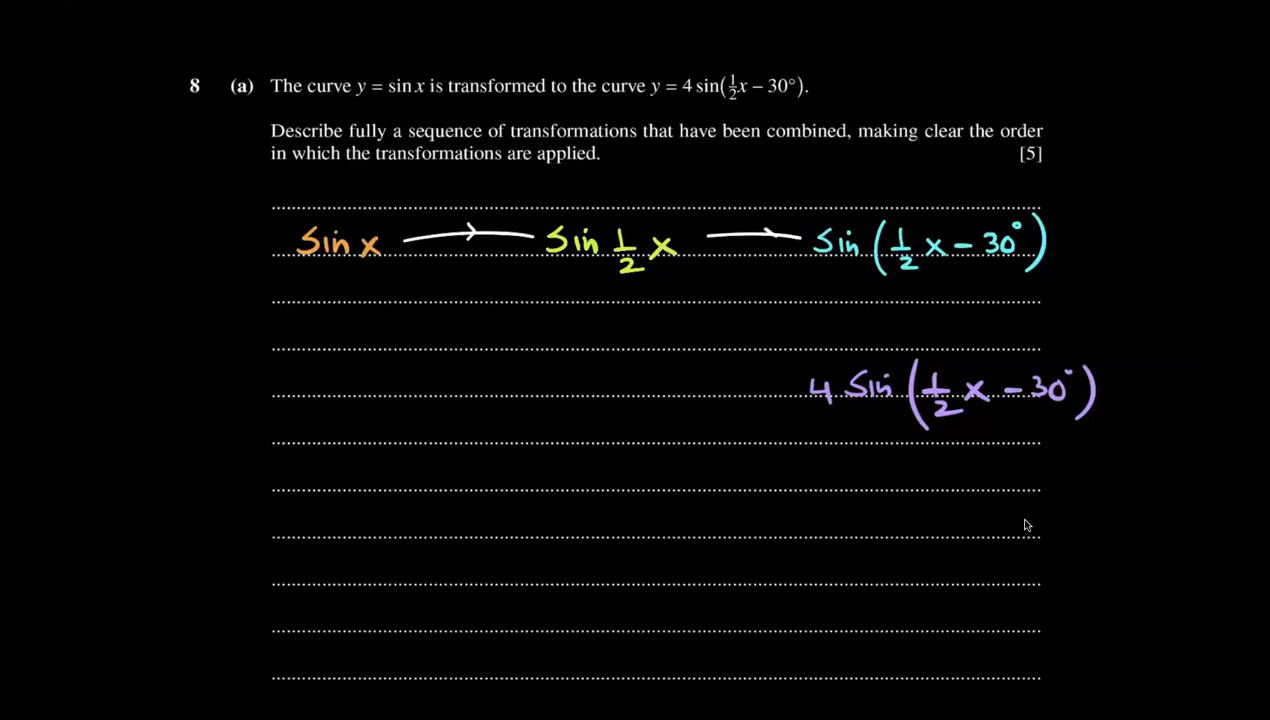 8 (a) The curve y = sin x is transformed to the curve y = 4 sin(½x − 30°).
Describe fully a sequence of transformations that have been combined, making clear the order
in which the transformations are applied. [5]
Sin x → Sin ½ x → Sin (½ x − 30°)
4 Sin (½ x − 30°)